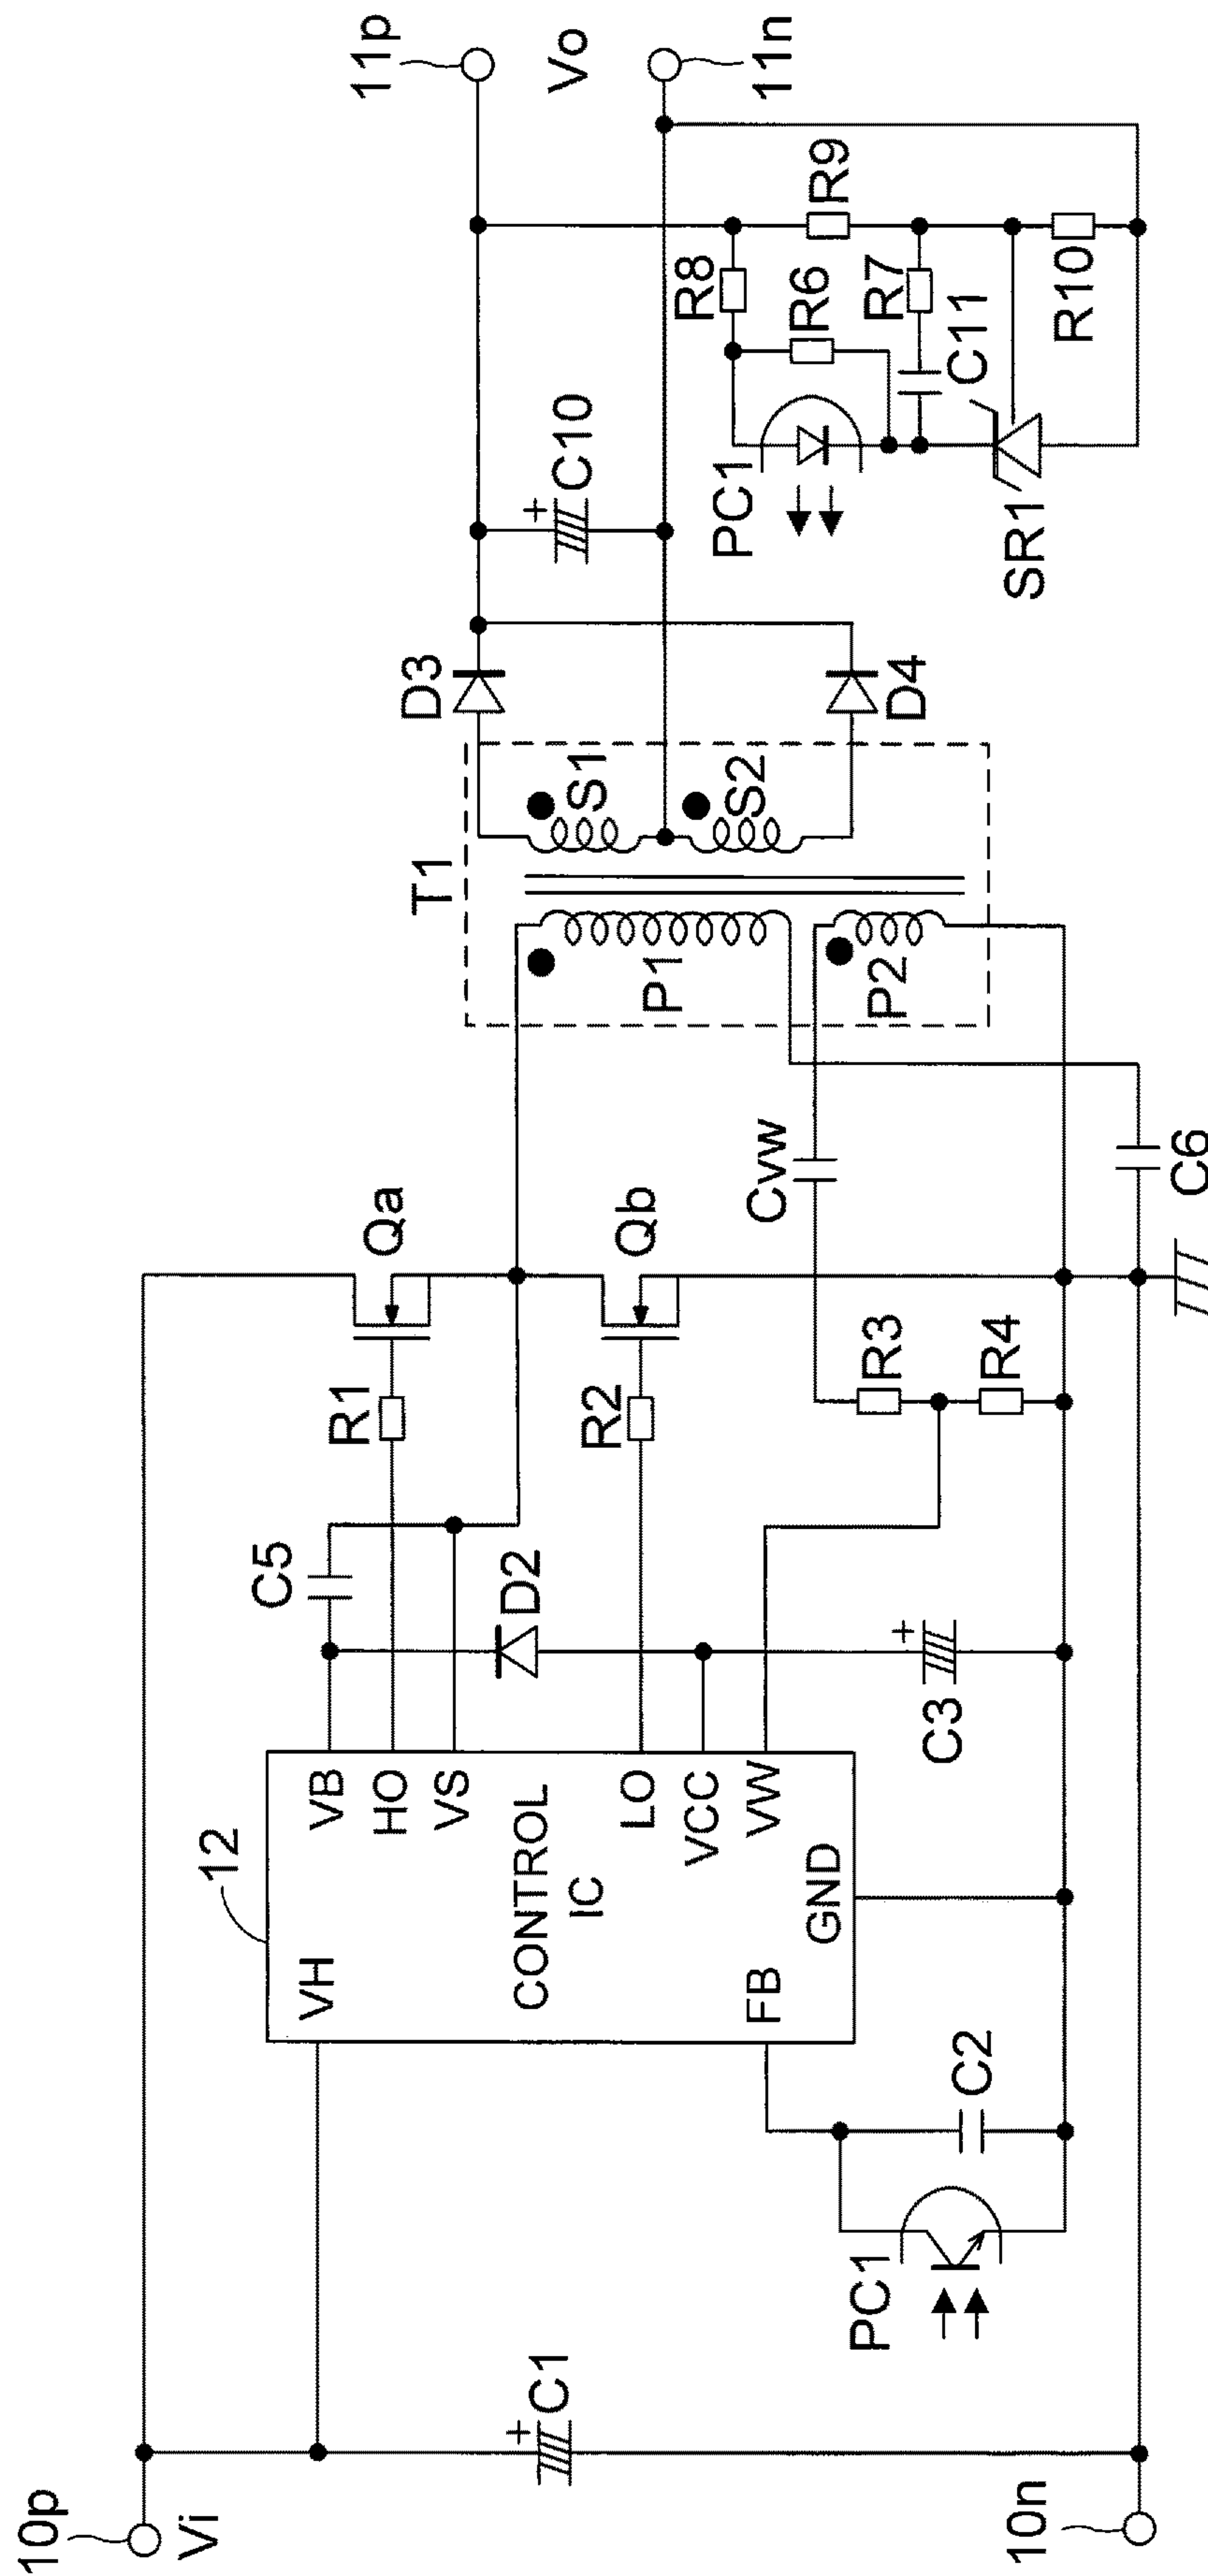 10p
Vi
10n
C1
PC1
C2
12
VH
FB
GND
CONTROL
IC
VB
HO
VS
LO
VCC
VW
C5
D2
C3
R1
R2
Qa
Qb
R3
R4
Cvw
C6
T1
P1
P2
S1
S2
D3
D4
+
C10
PC1
R8
R6
R7
C11
SR1
R9
R10
11p
Vo
11n
+
+